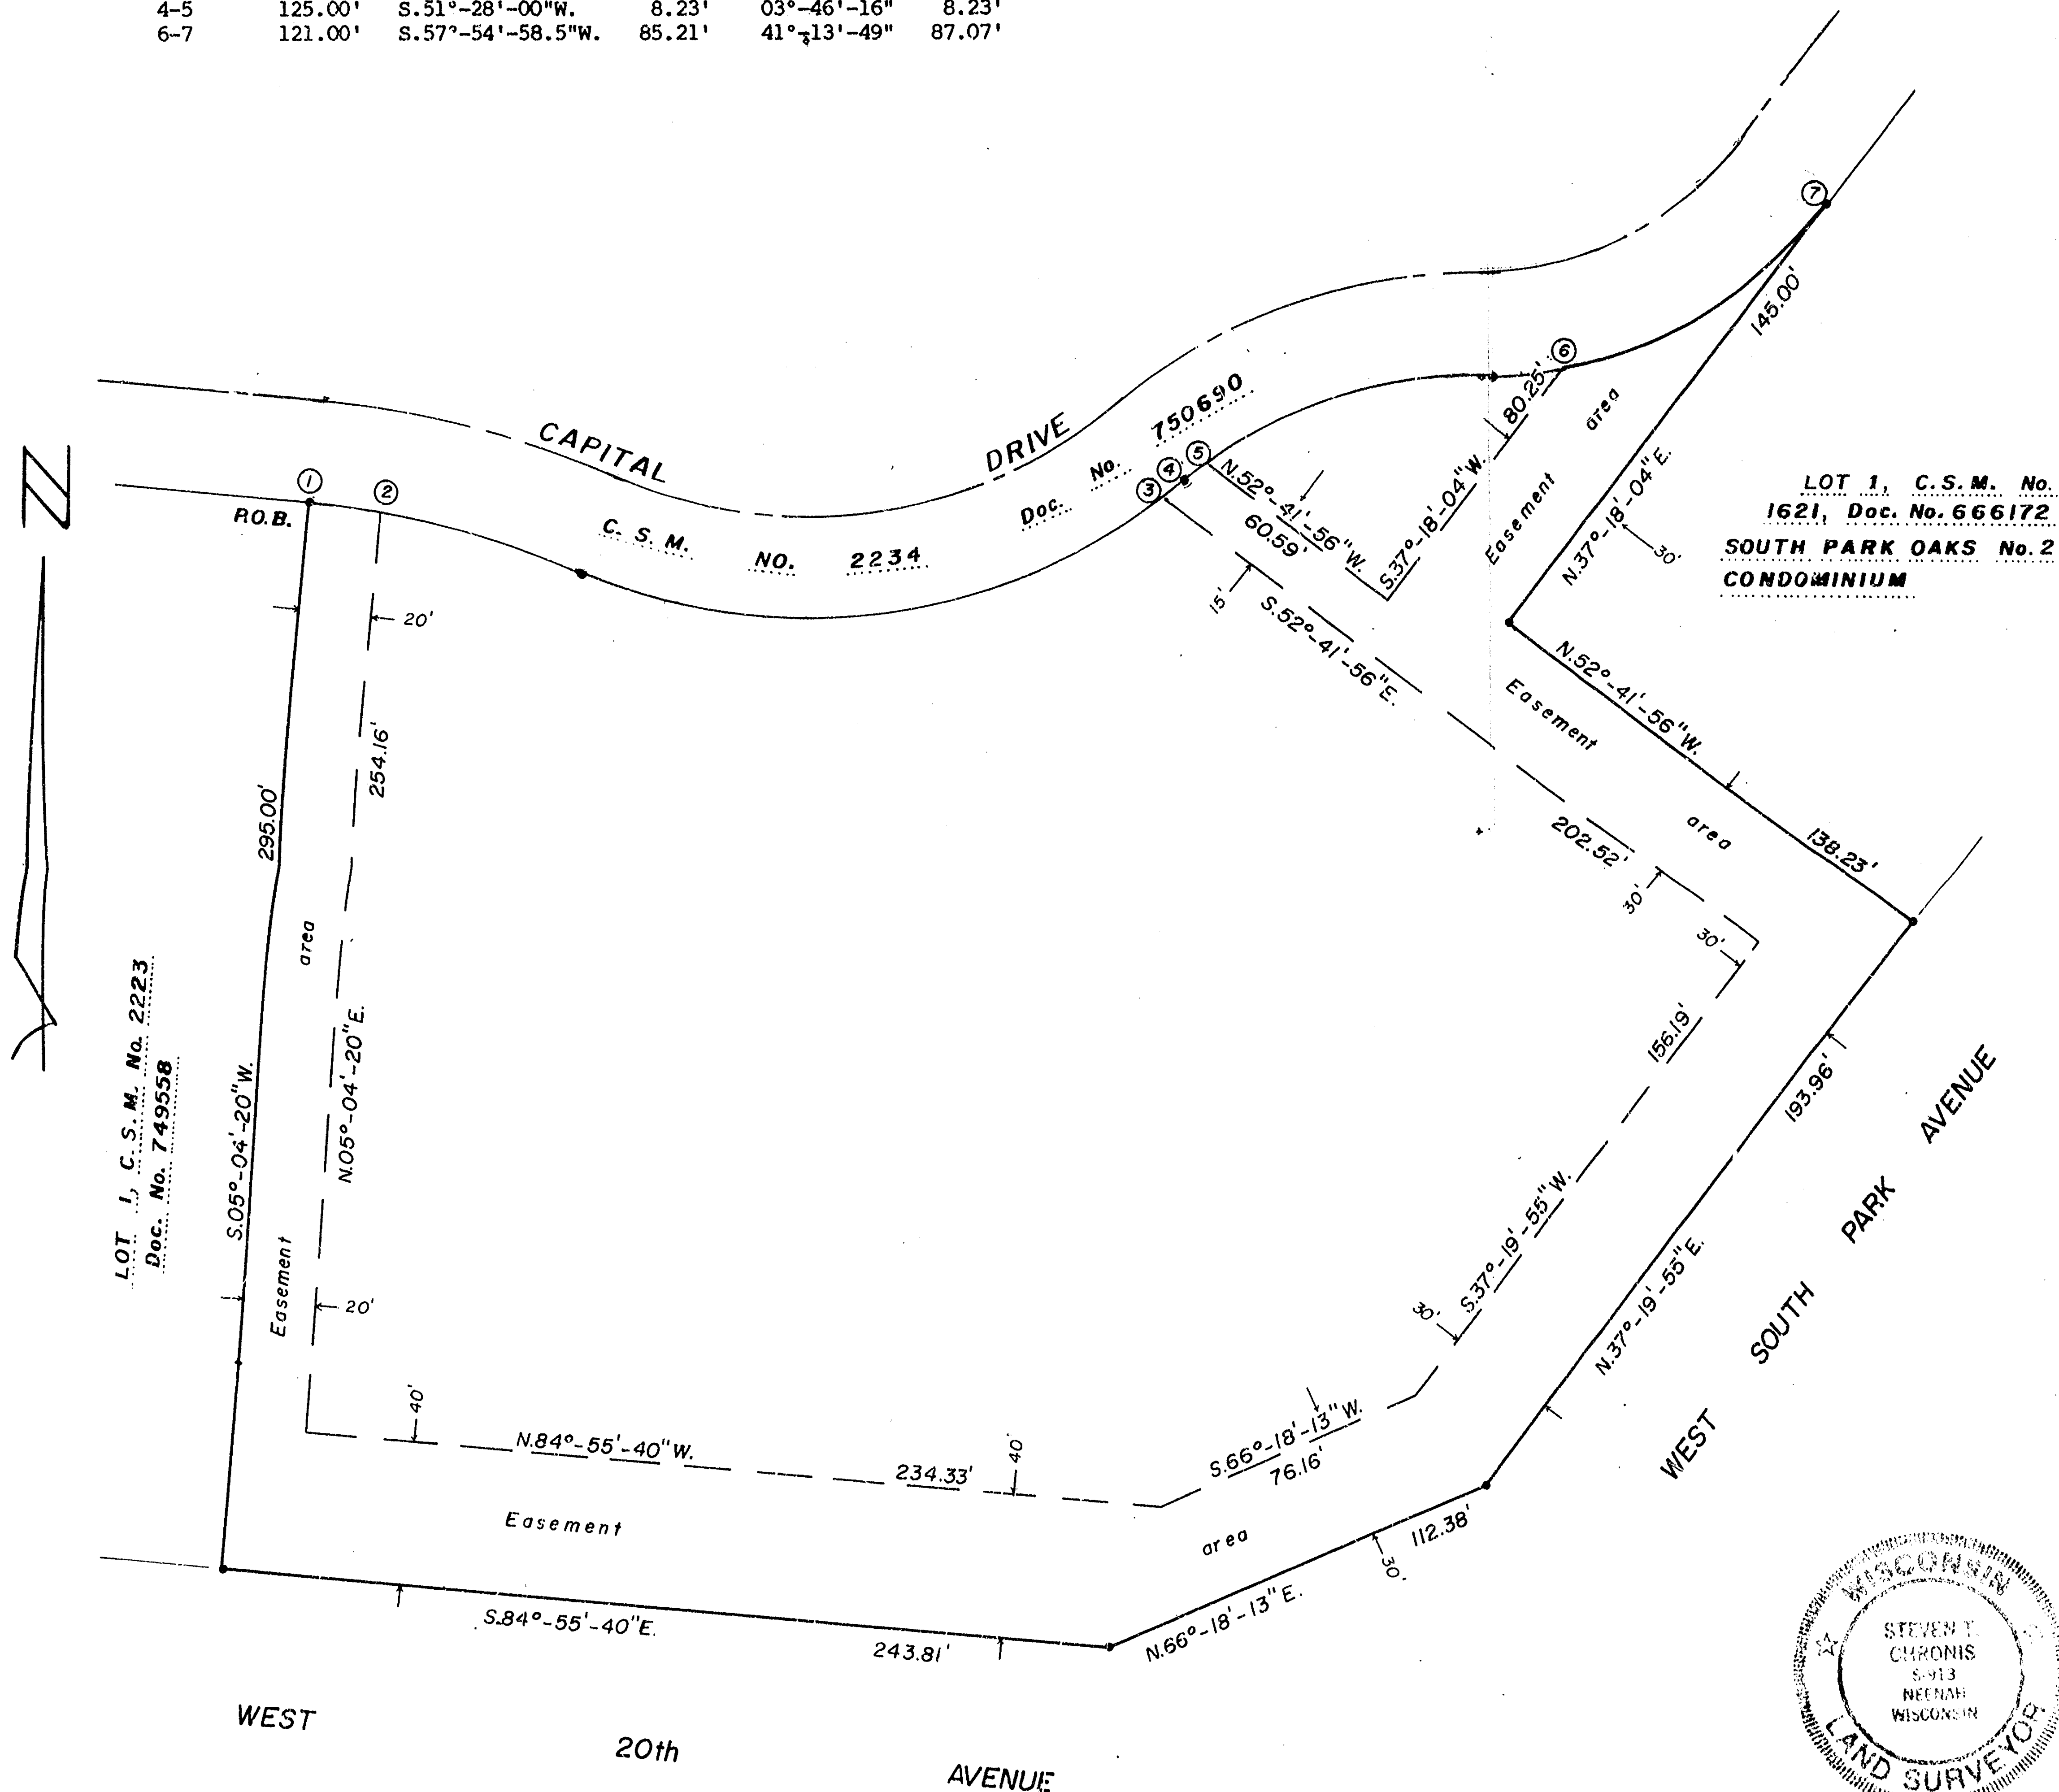 4-5 125.00' S.51°-28'-00"W. 8.23' 03°-46'-16" 8.23'
6-7 121.00' S.57°-54'-58.5"W. 85.21' 41°-13'-49" 87.07'
N
CAPITAL DRIVE
C. S. M. NO. 2234
Doc. No. 750690
1
2
3
4
5
6
7
P.O.B.
20'
254.16'
295.00'
area
N.05°-04'-20"E.
S.05°-04'-20"W.
Easement
20'
LOT 1, C.S.M. No. 2223
Doc. No. 749558
N.52°-41'-56"W.
60.59'
S.37°-18'-04"W.
80.25'
15'
S.52°-41'-56"E.
202.52'
30'
Easement area
145.00'
N.37°-18'-04"E.
30'
LOT 1, C.S.M. No.
1621, Doc. No. 666172
SOUTH PARK OAKS No. 2
CONDOMINIUM
N.52°-41'-56"W.
138.23'
Easement area
30'
156.19'
S.37°-19'-55"W.
30'
193.96'
N.37°-19'-55"E.
WEST SOUTH PARK AVENUE
S.66°-18'-13"W.
76.16'
112.38'
30'
N.66°-18'-13"E.
40'
N.84°-55'-40"W.
234.33'
40'
Easement area
S.84°-55'-40"E.
243.81'
WEST 20th AVENUE
WISCONSIN
STEVEN T.
CHRONIS
S-913
NEENAH
WISCONSIN
LAND SURVEYOR